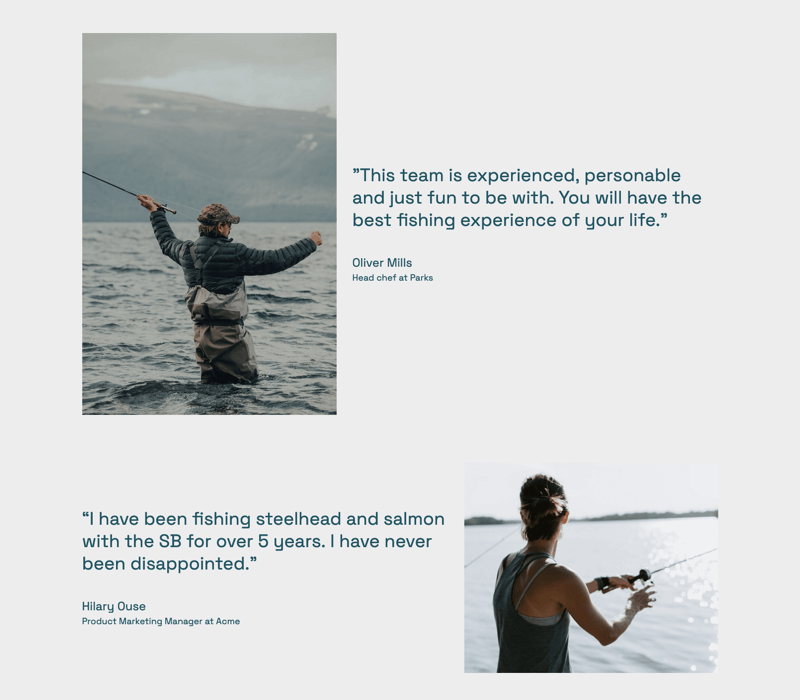 ”This team is experienced, personable
and just fun to be with. You will have the
best fishing experience of your life.”
Oliver Mills
Head chef at Parks
“I have been fishing steelhead and salmon
with the SB for over 5 years. I have never
been disappointed.”
Hilary Ouse
Product Marketing Manager at Acme